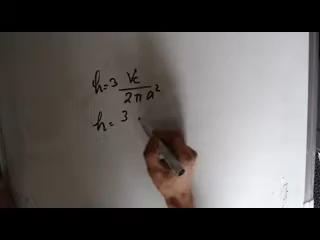 h = 3 Vc / 2πa²
h = 3